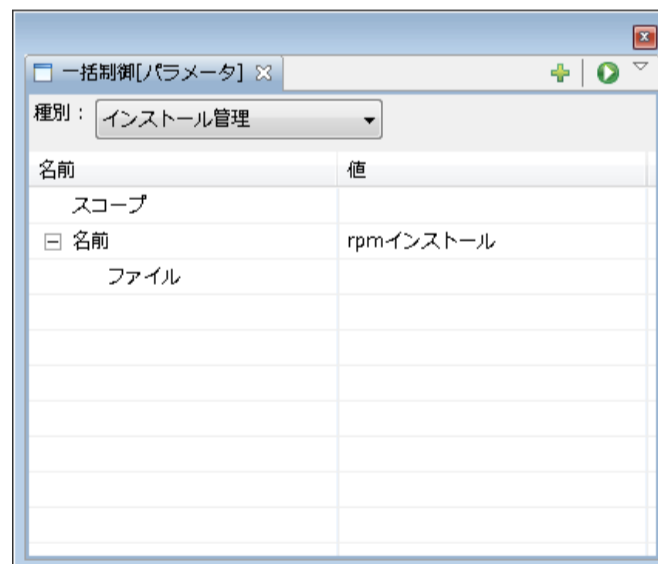 一括制御[パラメータ]
種別：インストール管理
名前 値
スコープ
名前 rpmインストール
ファイル